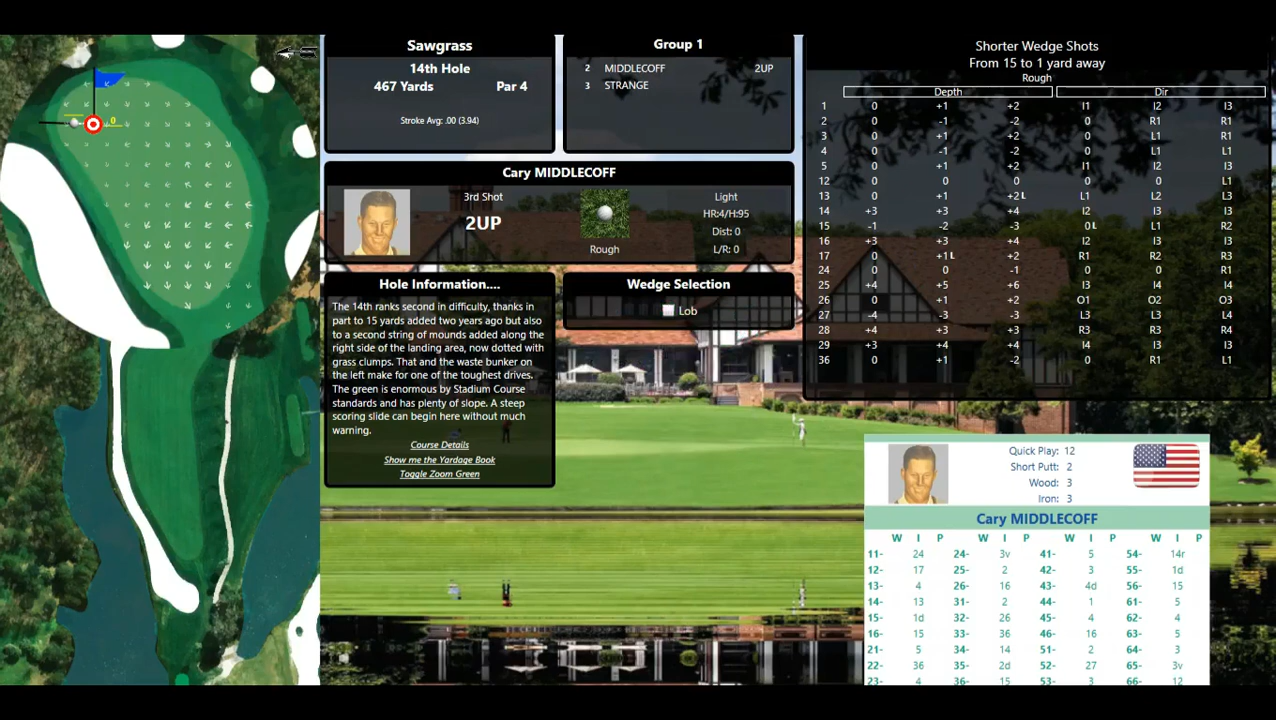 Sawgrass
14th Hole
467 Yards Par 4
Stroke Avg: .00 (3.94)
Group 1
2 MIDDLECOFF 2UP
3 STRANGE
Cary MIDDLECOFF
3rd Shot
2UP
Rough
Light
HR:4/H:95
Dist: 0
L/R: 0
Hole Information....
The 14th ranks second in difficulty, thanks in
part to 15 yards added two years ago but also
to a second string of mounds added along the
right side of the landing area, now dotted with
grass clumps. That and the waste bunker on
the left make for one of the toughest drives.
The green is enormous by Stadium Course
standards and has plenty of slope. A steep
scoring slide can begin here without much
warning.
Course Details
Show me the Yardage Book
Toggle Zoom Green
Wedge Selection
Lob
0
Shorter Wedge Shots
From 15 to 1 yard away
Rough
Depth Dir
1 0 +1 +2 I1 I2 I3
2 0 -1 -2 0 R1 R1
3 0 +1 +2 0 L1 R1
4 0 -1 -2 0 L1 L1
5 0 +1 +2 I1 I2 I3
12 0 0 0 0 0 L1
13 0 +1 +2L L1 L2 L3
14 +3 +3 +4 I2 I3 I3
15 -1 -2 -3 0L L1 R2
16 +3 +3 +4 I2 I3 I3
17 0 +1L +2 R1 R2 R3
24 0 0 -1 0 0 R1
25 +4 +5 +6 I3 I4 I4
26 0 +1 +2 O1 O2 O3
27 -4 -3 -3 L3 L3 L4
28 +4 +3 +3 R3 R3 R4
29 +3 +4 +4 I4 I3 I3
36 0 +1 -2 0 R1 L1
Quick Play: 12
Short Putt: 2
Wood: 3
Iron: 3
Cary MIDDLECOFF
W I P W I P W I P W I P
11- 24 24- 3v 41- 5 54- 14r
12- 17 25- 2 42- 3 55- 1d
13- 4 26- 16 43- 4d 56- 15
14- 13 31- 2 44- 1 61- 5
15- 1d 32- 26 45- 4 62- 4
16- 15 33- 36 46- 16 63- 5
21- 5 34- 14 51- 2 64- 3
22- 36 35- 2d 52- 27 65- 3v
23- 4 36- 15 53- 3 66- 12